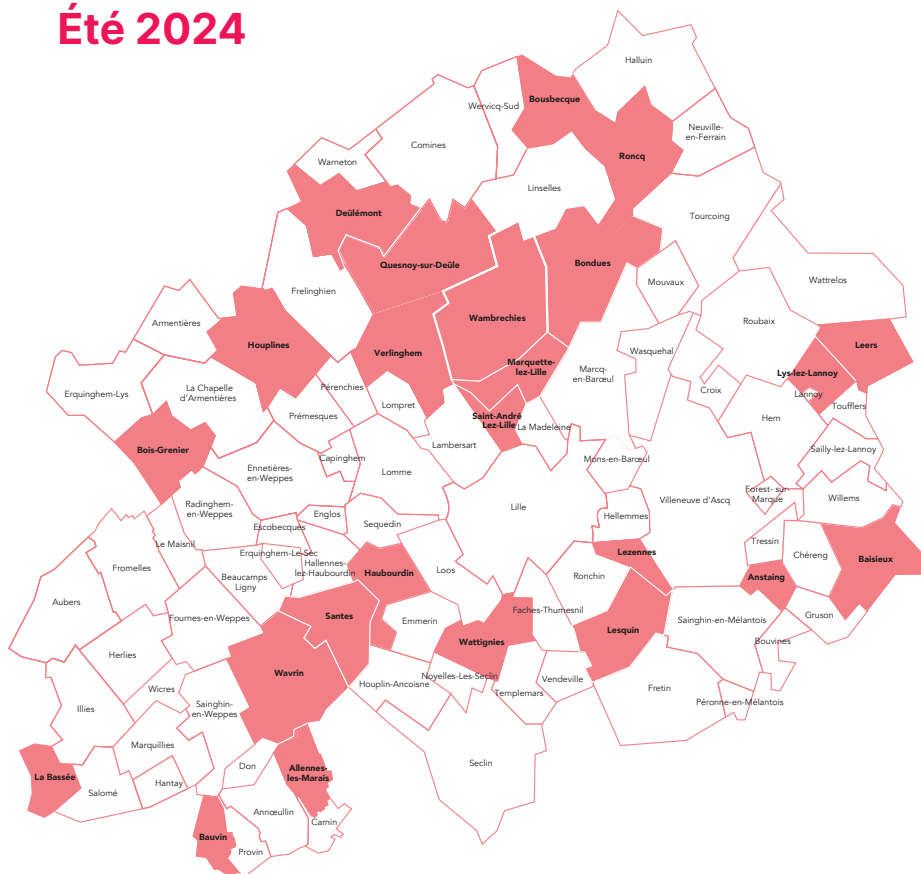 Été 2024
Halluin
Bousbecque
Wervicq-Sud
Neuville-
en-Ferrain
Comines
Roncq
Warneton
Linselles
Deûlémont
Tourcoing
Quesnoy-sur-Deûle
Bondues
Mouvaux
Wattrelos
Frelinghien
Armentières
Wambrechies
Roubaix
Houplines
Verlinghem
Marquette-
lez-Lille
Wasquehal
Leers
Marcq-
en-Barœul
Lys-lez-Lannoy
Erquinghem-Lys
La Chapelle
d'Armentières
Pérenchies
Croix
Lannoy
Lompret
Toufflers
Prémesques
Saint-André
Lez-Lille
La Madeleine
Hem
Bois-Grenier
Lambersart
Sailly-lez-Lannoy
Capinghem
Mons-en-Barœul
Ennetières-
en-Weppes
Lomme
Forest- sur-
Marque
Willems
Villeneuve d'Ascq
Radinghem-
en-Weppes
Lille
Englos
Hellemmes
Escobecques
Sequedin
Le Maisnil
Tressin
Erquinghem-Le-Sec
Lezennes
Chéreng
Baisieux
Fromelles
Hallennes-
lez-Haubourdin
Haubourdin
Loos
Ronchin
Anstaing
Beaucamps
Ligny
Aubers
Faches-Thumesnil
Fournes-en-Weppes
Santes
Emmerin
Gruson
Sainghin-en-Mélantois
Lesquin
Wattignies
Bouvines
Herlies
Wavrin
Noyelles-Les-Seclin
Vendeville
Houplin-Ancoisne
Wicres
Fretin
Templemars
Péronne-en-Mélantois
Sainghin-
en-Weppes
Illies
Marquillies
Seclin
Don
Allennes-
les-Marais
La Bassée
Hantay
Salomé
Annœullin
Camin
Bauvin
Provin